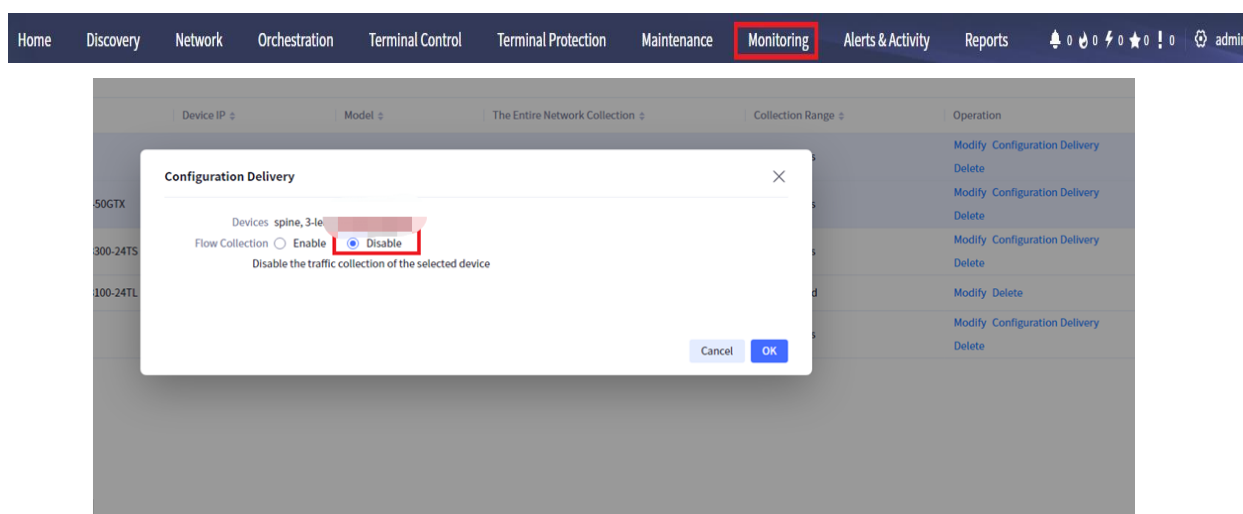 Home Discovery Network Orchestration Terminal Control Terminal Protection Maintenance Monitoring Alerts & Activity Reports 0 0 0 0 0 admin
Device IP Model The Entire Network Collection Collection Range Operation
Modify Configuration Delivery
Delete
Configuration Delivery
Modify Configuration Delivery
-50GTX
Delete
Devices spine, 3-le
Flow Collection Enable Disable
Modify Configuration Delivery
300-24TS
Disable the traffic collection of the selected device
Delete
100-24TL
Modify Delete
Modify Configuration Delivery
Delete
Cancel OK